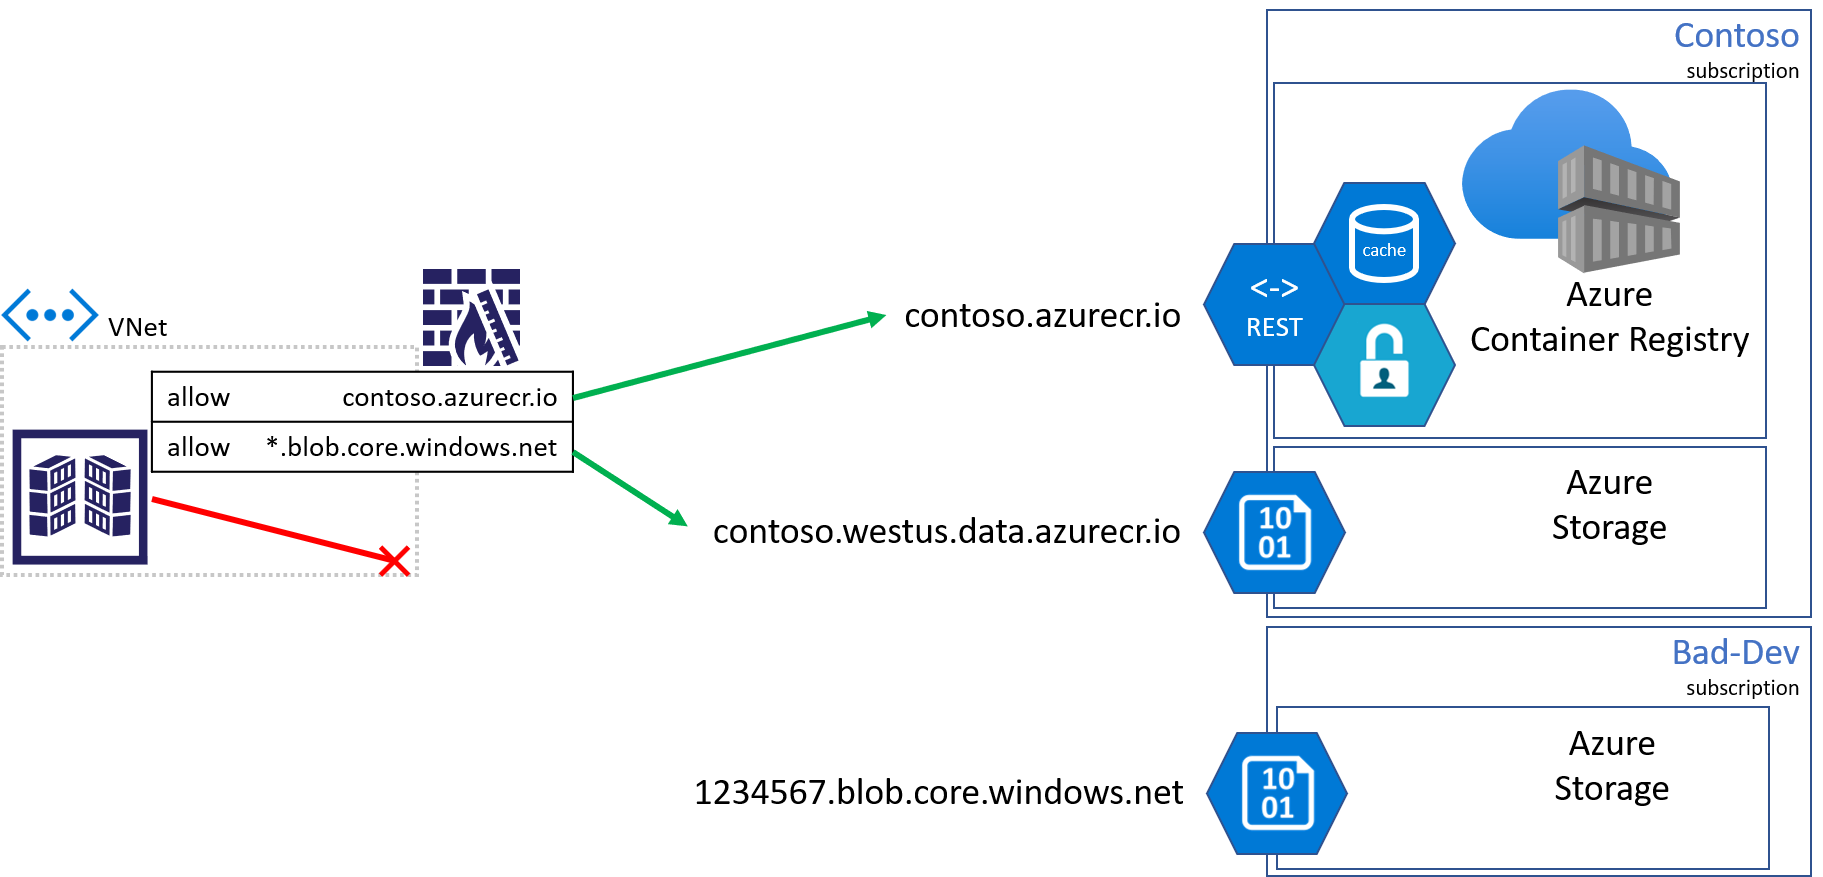 Contoso
subscription
cache
<->
REST
Azure
Container Registry
contoso.azurecr.io
VNet
allow contoso.azurecr.io
allow *.blob.core.windows.net
contoso.westus.data.azurecr.io
10
01
Azure
Storage
Bad-Dev
subscription
1234567.blob.core.windows.net
10
01
Azure
Storage